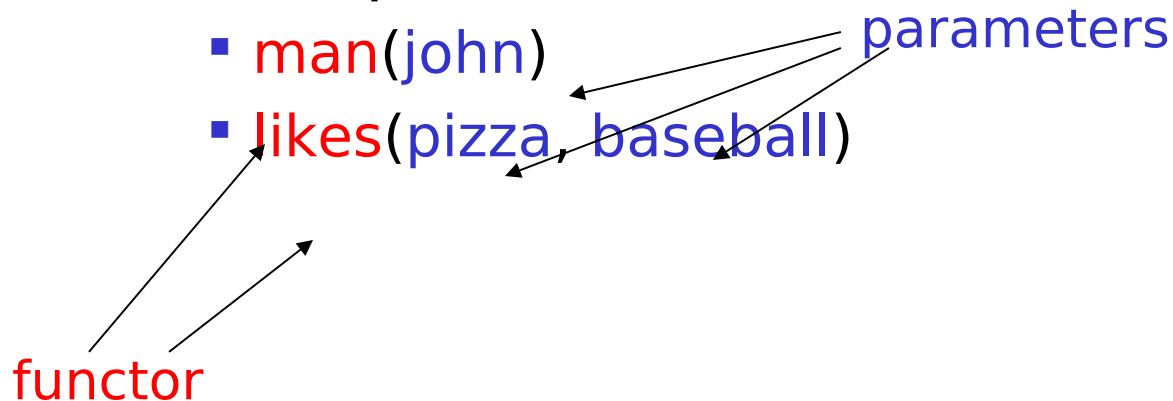 man(john)
parameters
likes(pizza, baseball)
functor